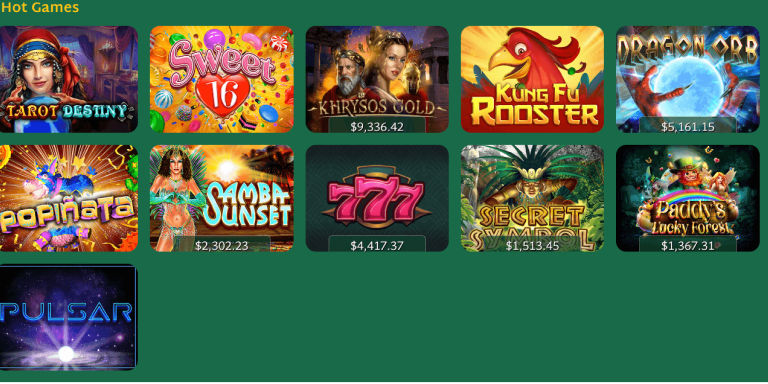 Hot Games
TAROT DESTINY
Sweet
16
KHRYSOS GOLD
$9,336.42
KUNG FU
ROOSTER
DRAGON ORB
$5,161.15
POPIÑATA
SAMBA
SUNSET
$2,302.23
777
$4,417.37
SECRET
SYMBOL
$1,513.45
Paddy's
Lucky Forest
$1,367.31
PULSAR